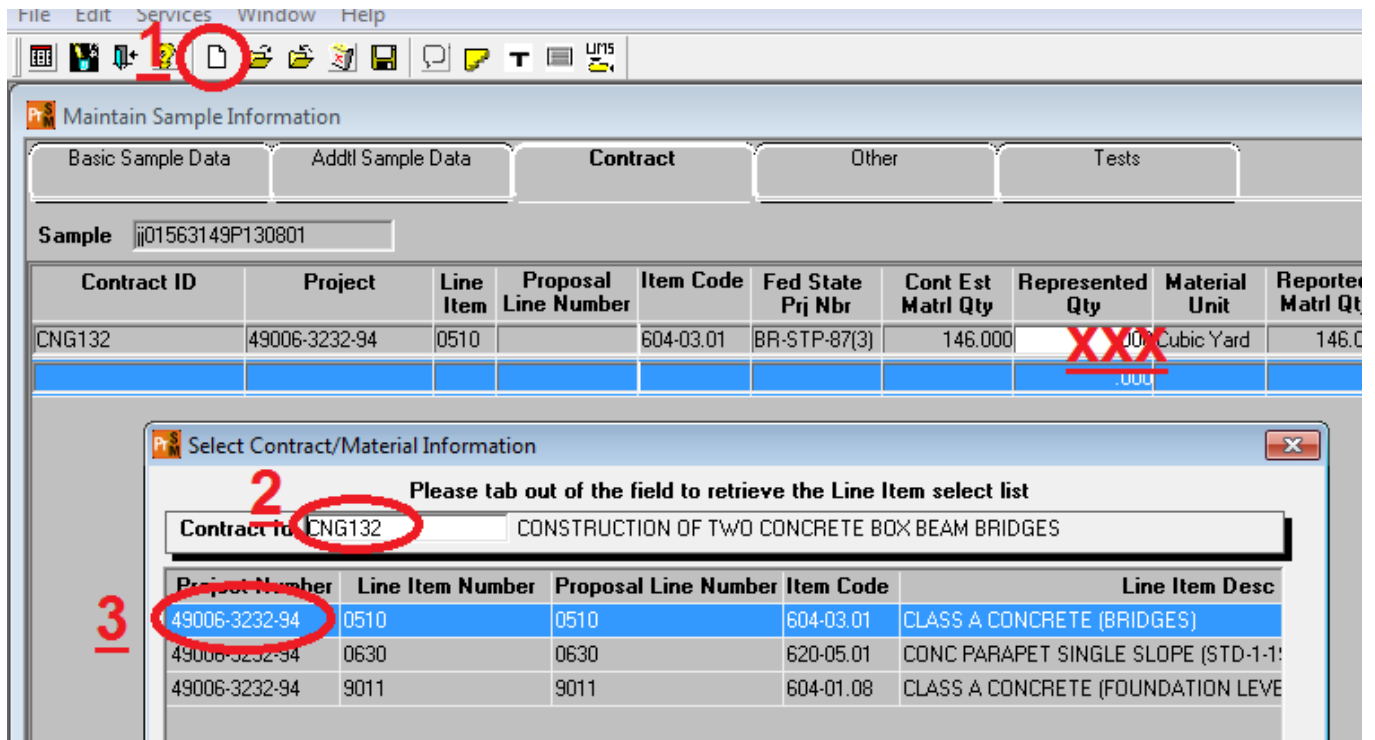 File Edit Services Window Help
1
UMS
Maintain Sample Information
Basic Sample Data Addtl Sample Data Contract Other Tests
Sample jj01563149P130801
Contract ID Project Line Item Proposal Line Number Item Code Fed State Prj Nbr Cont Est Matrl Qty Represented Qty Material Unit Reported Matrl Qt
CNG132 49006-3232-94 0510 604-03.01 BR-STP-87(3) 146.000 XXX Cubic Yard 146.0
.000
Select Contract/Material Information
2
Please tab out of the field to retrieve the Line Item select list
Contract Id CNG132 CONSTRUCTION OF TWO CONCRETE BOX BEAM BRIDGES
Project Number Line Item Number Proposal Line Number Item Code Line Item Desc
3
49006-3232-94 0510 0510 604-03.01 CLASS A CONCRETE (BRIDGES)
49006-3232-94 0630 0630 620-05.01 CONC PARAPET SINGLE SLOPE (STD-1-1
49006-3232-94 9011 9011 604-01.08 CLASS A CONCRETE (FOUNDATION LEVE